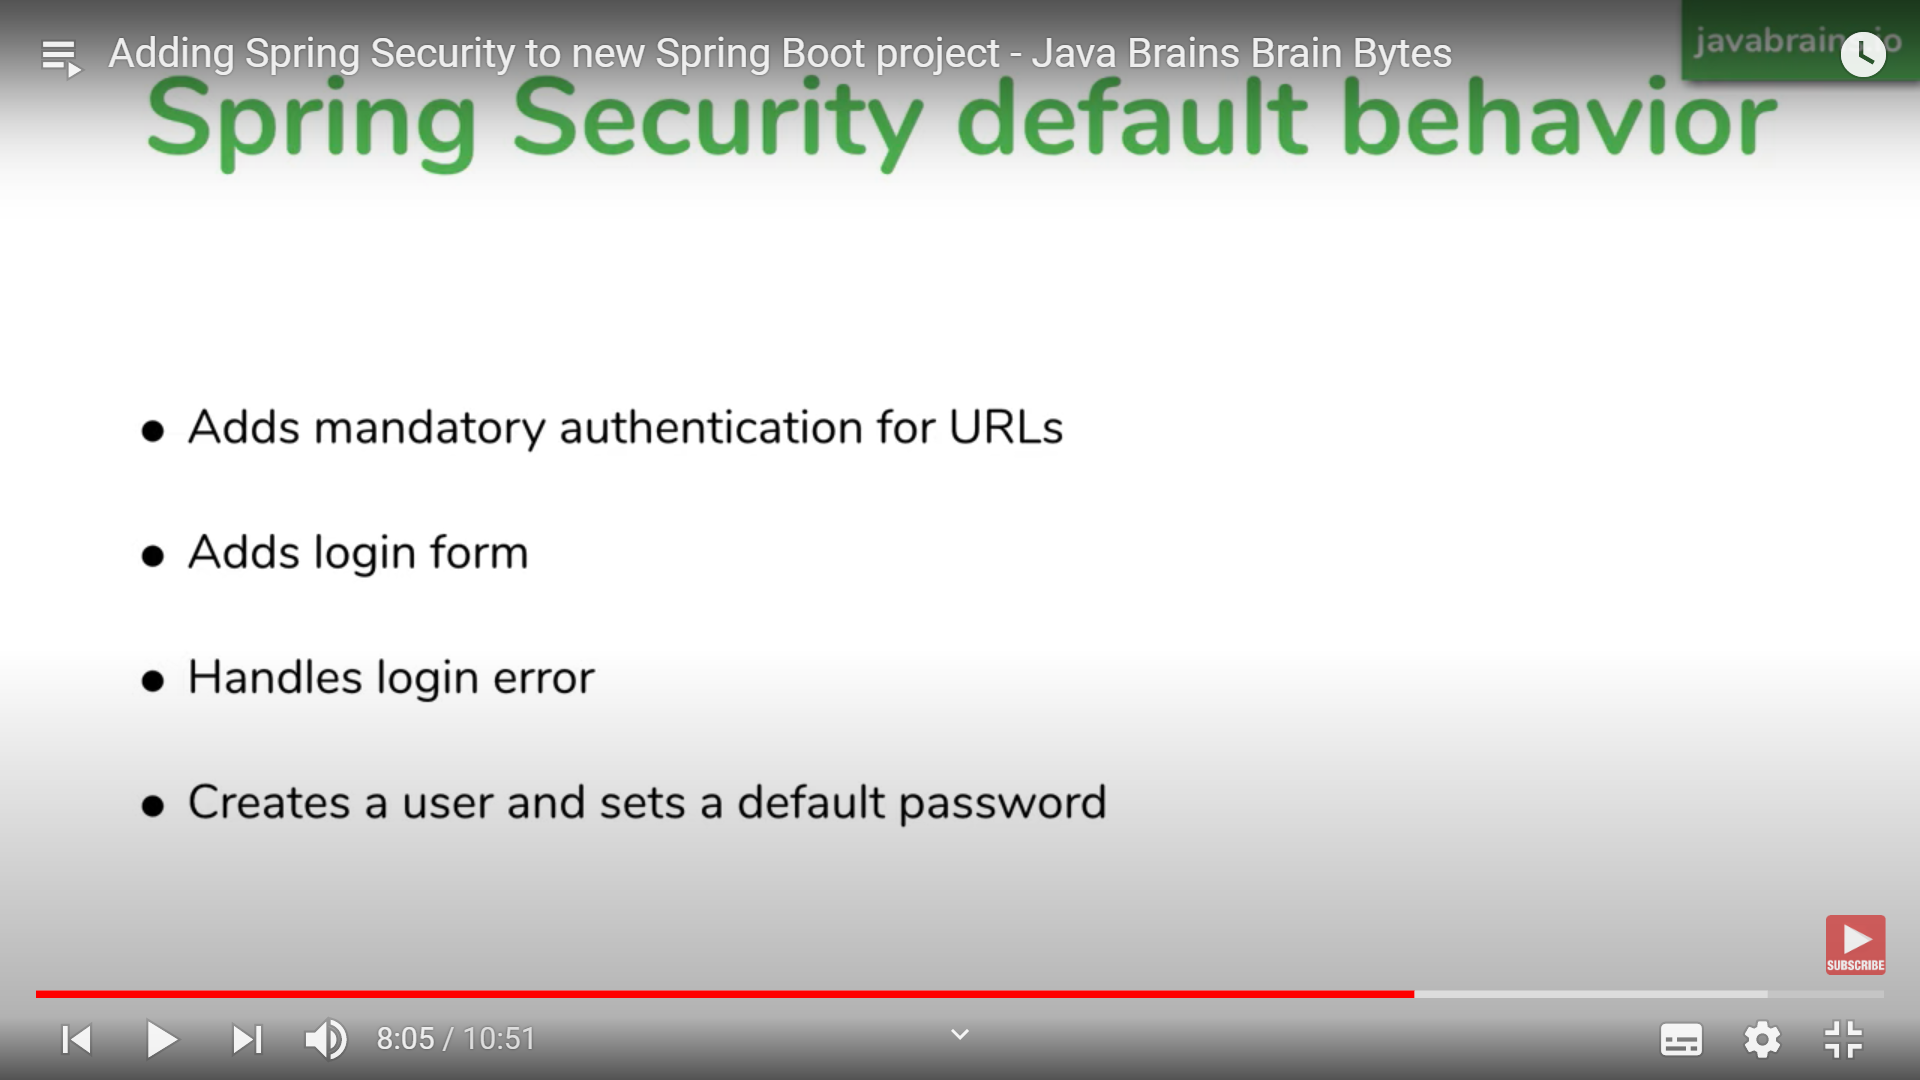 Adding Spring Security to new Spring Boot project - Java Brains Brain Bytes
Spring Security default behavior
● Adds mandatory authentication for URLs
● Adds login form
● Handles login error
● Creates a user and sets a default password
SUBSCRIBE
8:05 / 10:51